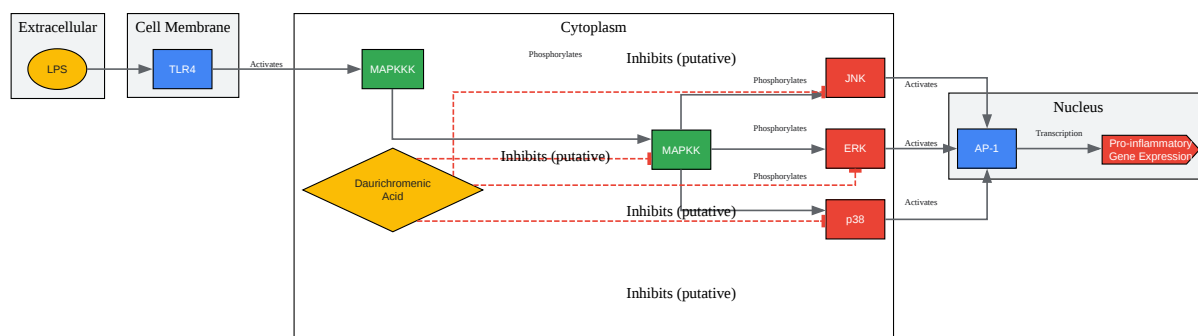 Extracellular
LPS
Cell Membrane
TLR4
Activates
Cytoplasm
MAPKKK
Phosphorylates
Inhibits (putative)
Phosphorylates
JNK
Activates
MAPKK
Phosphorylates
ERK
Activates
Inhibits (putative)
Phosphorylates
Daurichromenic
Acid
Inhibits (putative)
p38
Activates
Inhibits (putative)
Nucleus
AP-1
Transcription
Pro-inflammatory
Gene Expression